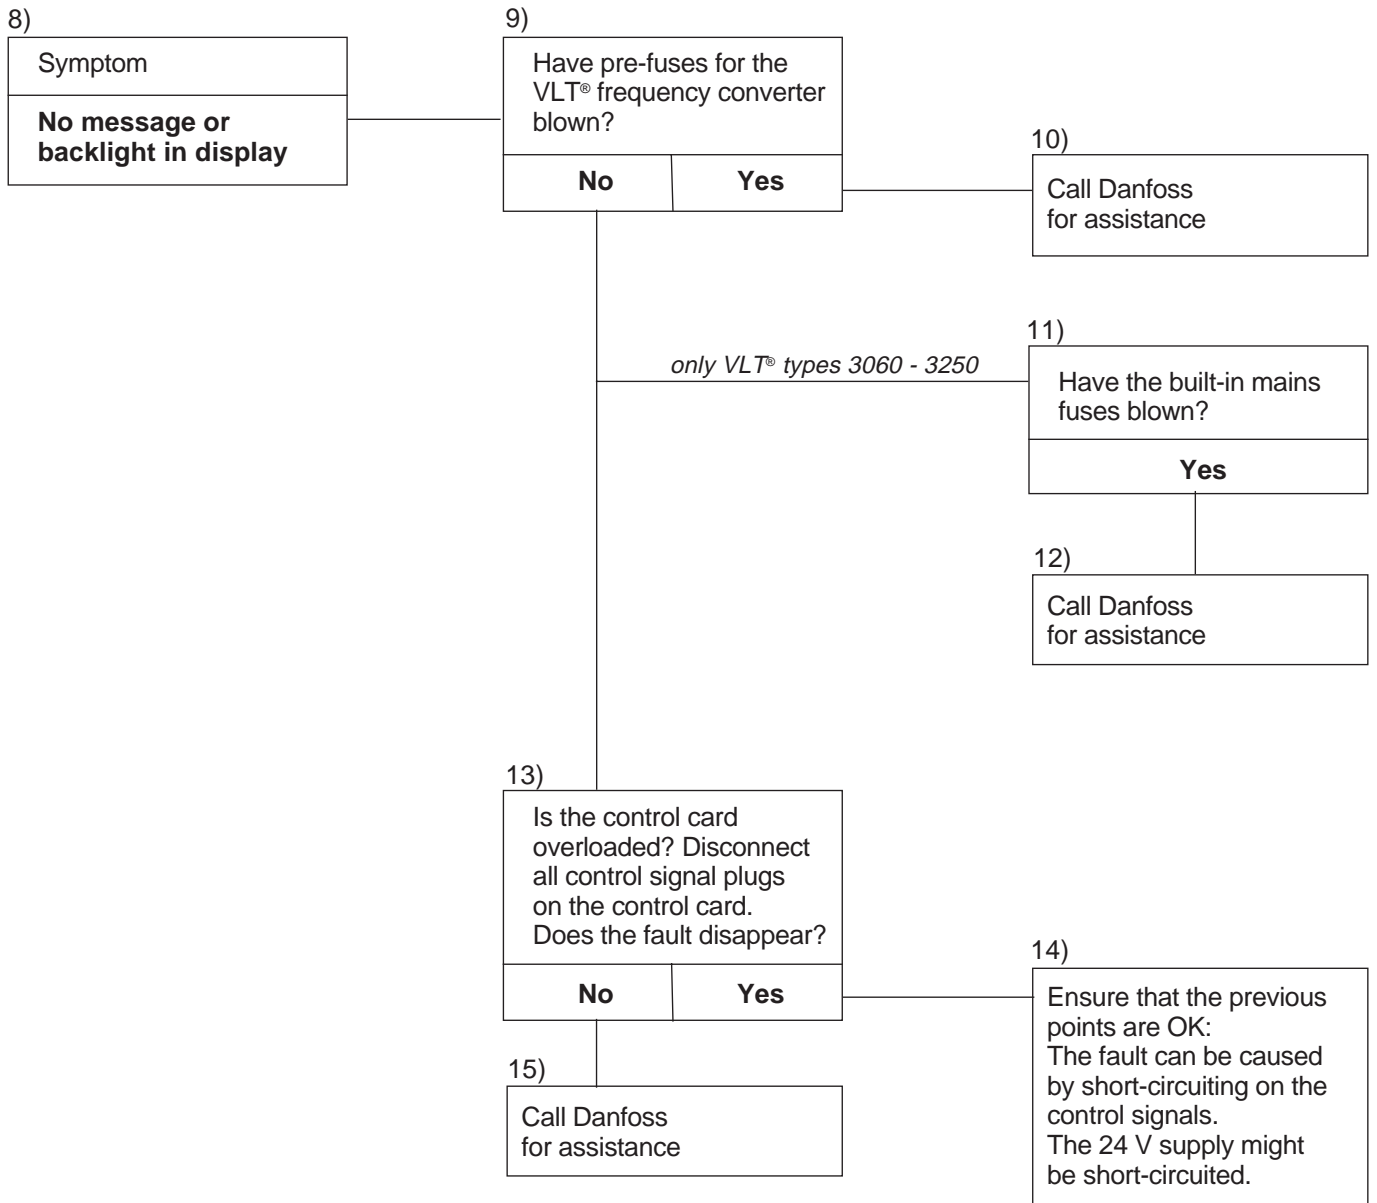 8)
Symptom
No message or
backlight in display
9)
Have pre-fuses for the
VLT® frequency converter
blown?
No
Yes
10)
Call Danfoss
for assistance
only VLT® types 3060 - 3250
11)
Have the built-in mains
fuses blown?
Yes
12)
Call Danfoss
for assistance
13)
Is the control card
overloaded? Disconnect
all control signal plugs
on the control card.
Does the fault disappear?
No
Yes
14)
Ensure that the previous
points are OK:
The fault can be caused
by short-circuiting on the
control signals.
The 24 V supply might
be short-circuited.
15)
Call Danfoss
for assistance